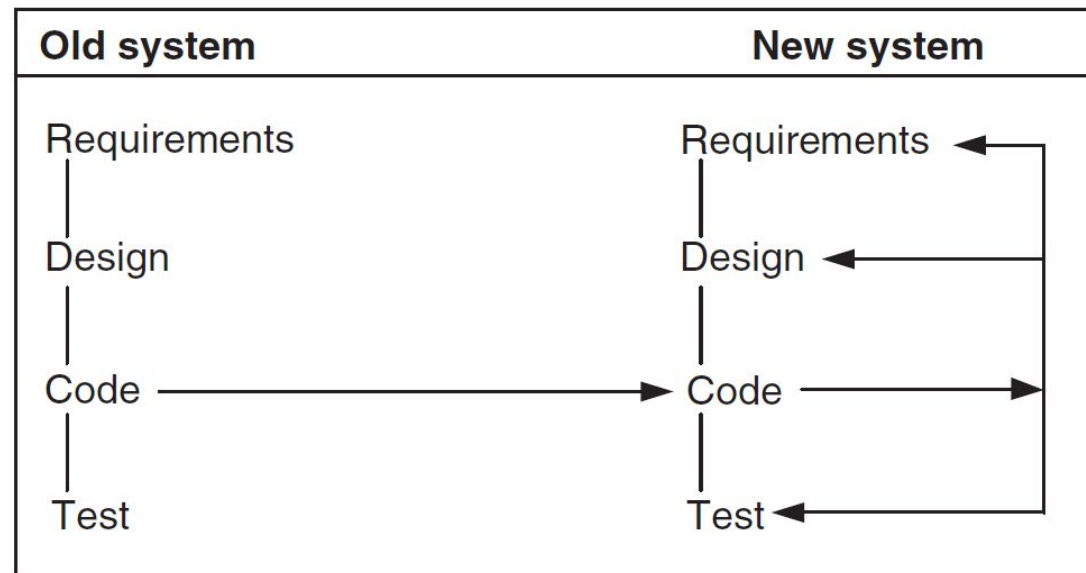 Old system New system
Requirements Requirements
Design Design
Code Code
Test Test